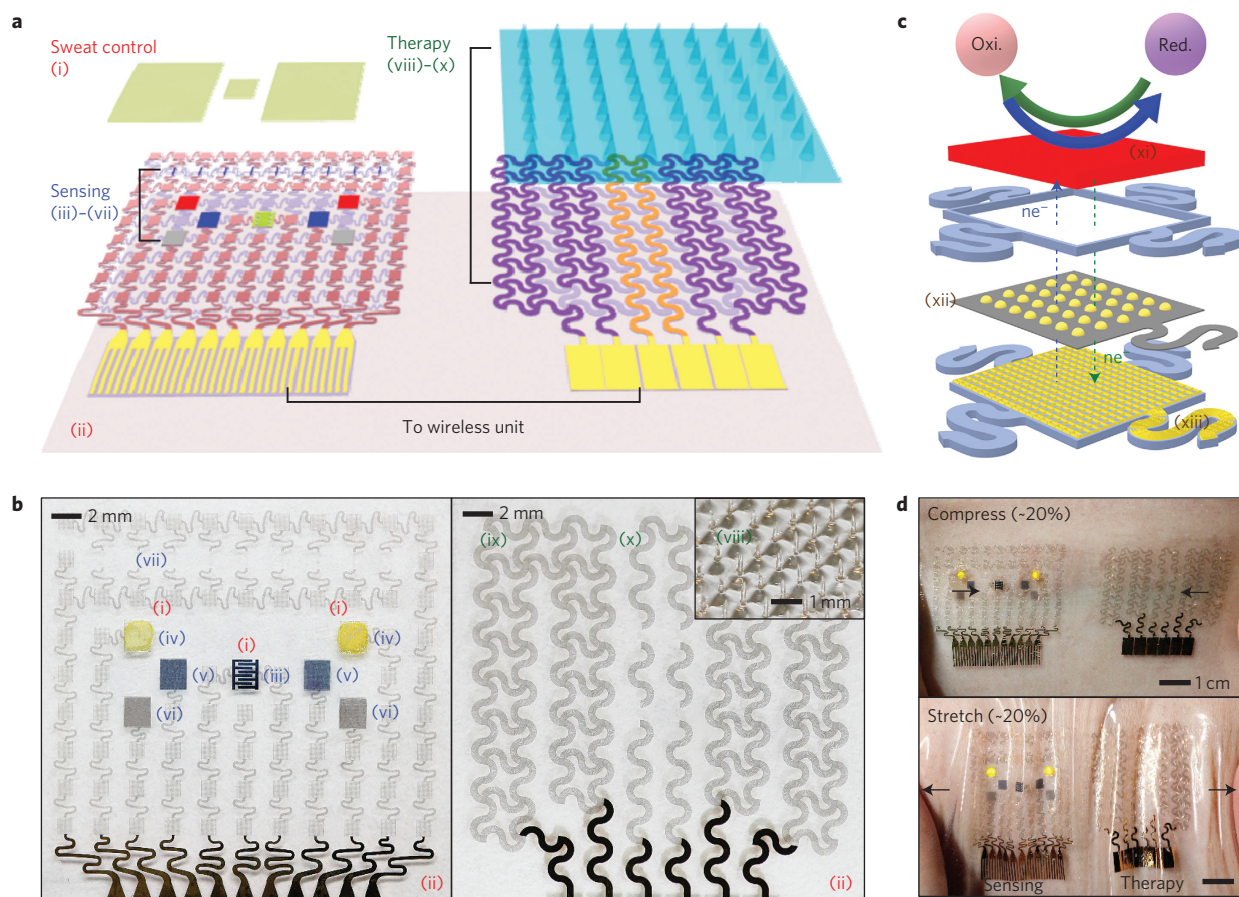 a
Sweat control
(i)
Therapy
(viii)–(x)
Sensing
(iii)–(vii)
(ii)
To wireless unit
c
Oxi.
Red.
(xi)
ne⁻
(xii)
ne⁻
(xiii)
b
2 mm
(vii)
(i)
(i)
(iv)
(i)
(iv)
(v)
(iii)
(v)
(vi)
(vi)
(ii)
2 mm
(ix)
(x)
(viii)
1 mm
(ii)
d
Compress (~20%)
1 cm
Stretch (~20%)
Sensing
Therapy